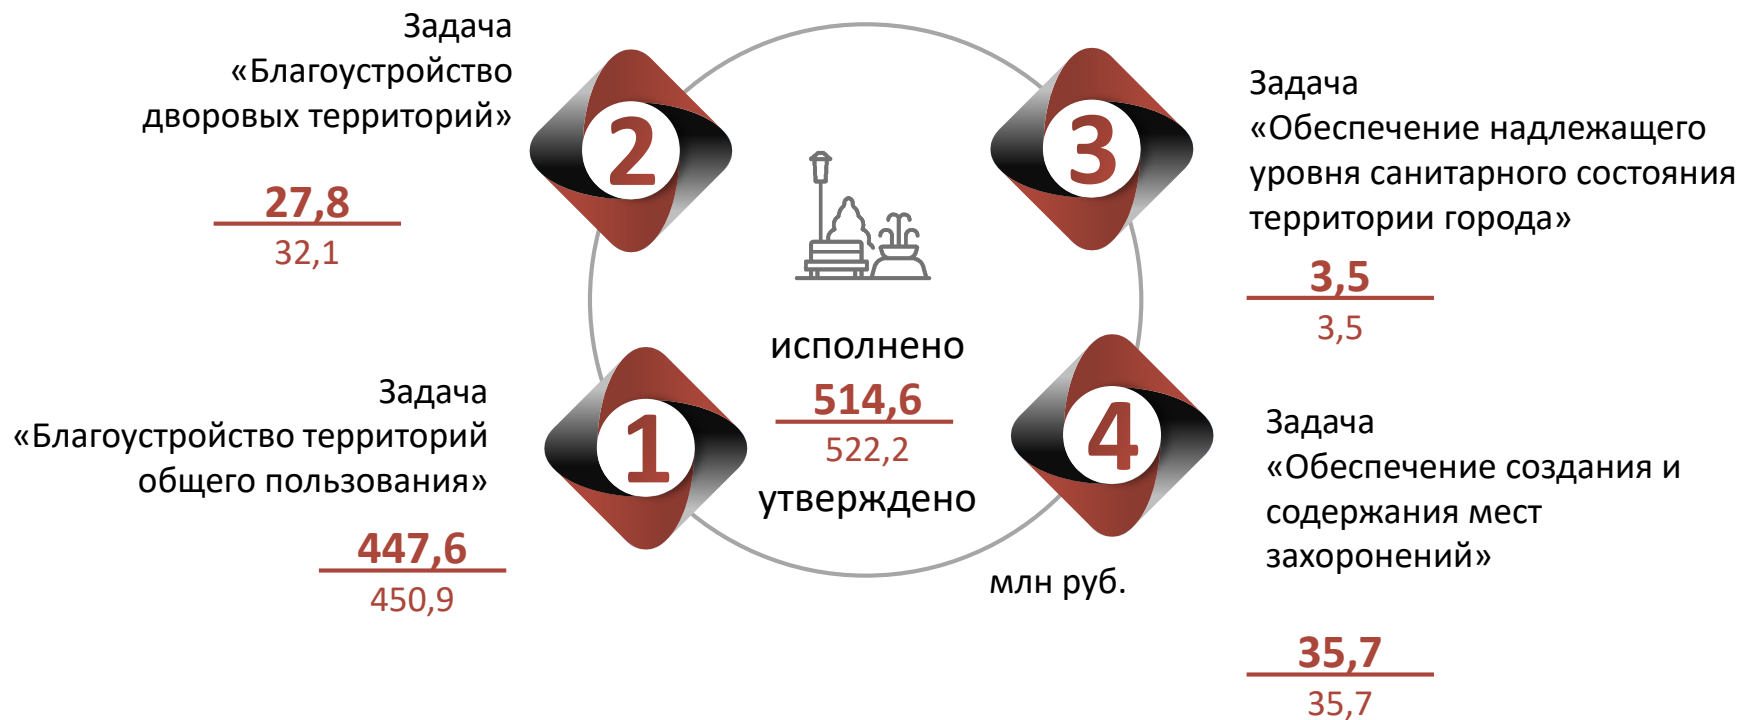 Задача
«Благоустройство
дворовых территорий»
2
27,8
32,1
3
Задача
«Обеспечение надлежащего
уровня санитарного состояния
территории города»
3,5
3,5
исполнено
514,6
522,2
утверждено
млн руб.
Задача
«Благоустройство территорий
общего пользования»
1
447,6
450,9
4
Задача
«Обеспечение создания и
содержания мест
захоронений»
35,7
35,7